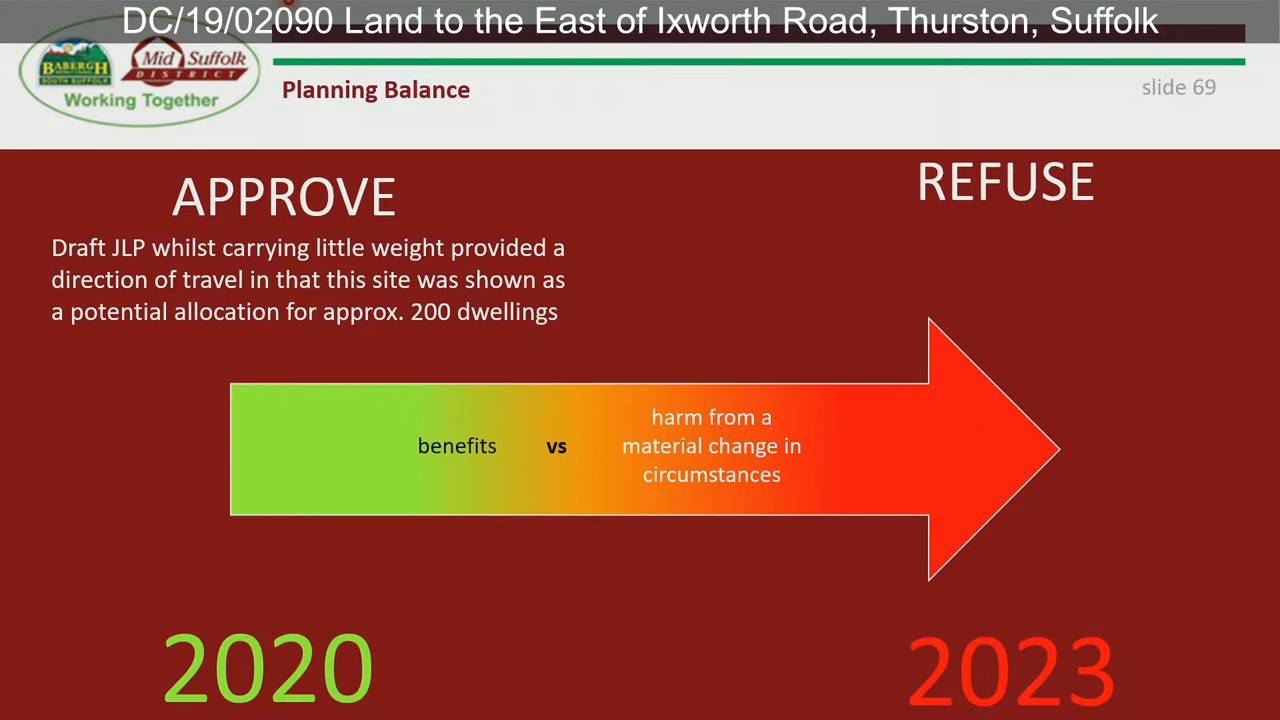 DC/19/02090 Land to the East of Ixworth Road, Thurston, Suffolk
BABERGH
DISTRICT COUNCIL
SOUTH SUFFOLK
Mid Suffolk
DISTRICT
Working Together
Planning Balance
slide 69
APPROVE
Draft JLP whilst carrying little weight provided a
direction of travel in that this site was shown as
a potential allocation for approx. 200 dwellings
REFUSE
benefits vs
harm from a
material change in
circumstances
2020
2023